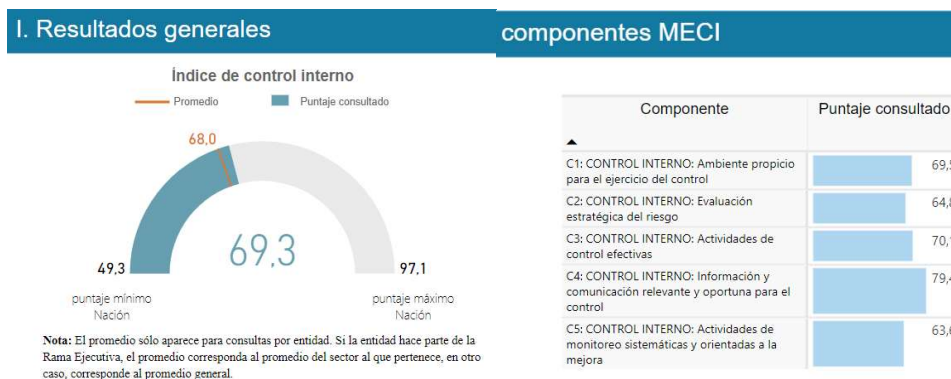 I. Resultados generales
Índice de control interno
Promedio
Puntaje consultado
68,0
69,3
49,3
97,1
puntaje mínimo
Nación
puntaje máximo
Nación
Nota: El promedio sólo aparece para consultas por entidad. Si la entidad hace parte de la
Rama Ejecutiva, el promedio corresponda al promedio del sector al que pertenece, en otro
caso, corresponde al promedio general.
componentes MECI
Componente
Puntaje consultado
C1: CONTROL INTERNO: Ambiente propicio
para el ejercicio del control
C2: CONTROL INTERNO: Evaluación
estratégica del riesgo
C3: CONTROL INTERNO: Actividades de
control efectivas
C4: CONTROL INTERNO: Información y
comunicación relevante y oportuna para el
control
C5: CONTROL INTERNO: Actividades de
monitoreo sistemáticas y orientadas a la
mejora